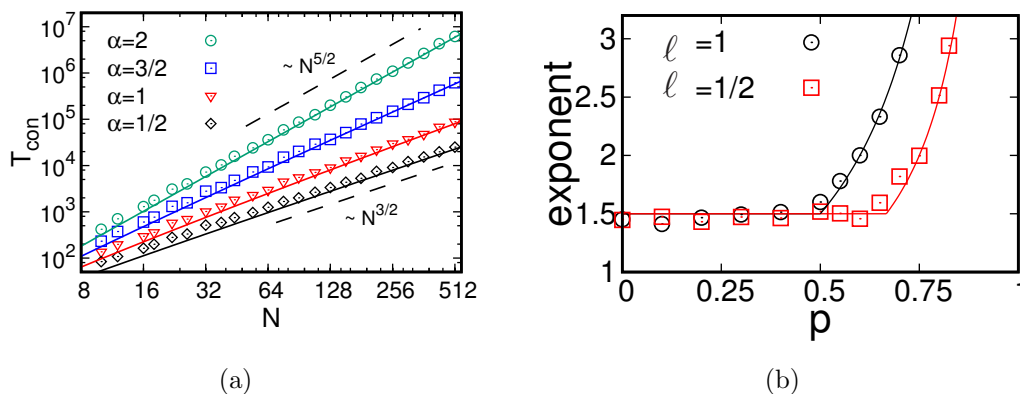 10^7
10^6
10^5
10^4
10^3
10^2
T_con
α=2
α=3/2
α=1
α=1/2
~ N^{5/2}
~ N^{3/2}
8 16 32 64 128 256 512
N
(a)
3
2.5
2
1.5
1
exponent
ℓ =1
ℓ =1/2
0 0.25 0.5 0.75 1
p
(b)